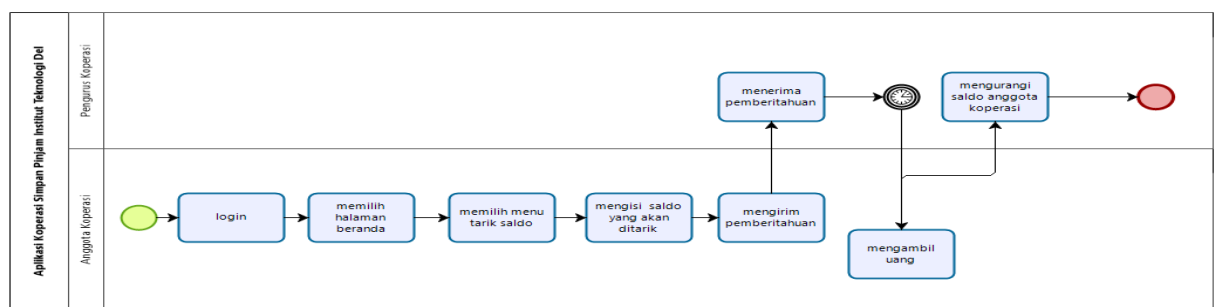 Aplikasi Koperasi Simpan Pinjam Institut Teknologi Del
Pengurus Koperasi
menerima
pemberitahuan
mengurangi
saldo anggota
koperasi
Anggota Koperasi
login
memilih
halaman
beranda
memilih menu
tarik saldo
mengisi saldo
yang akan
ditarik
mengirim
pemberitahuan
mengambil
uang